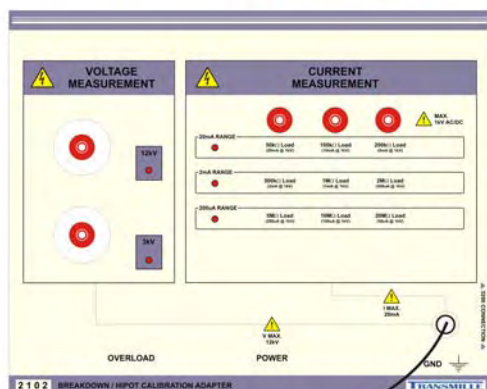 VOLTAGE
MEASUREMENT
12kV
3kV
CURRENT
MEASUREMENT
MAX.
1kV AC/DC
20mA RANGE
50kΩ Load
100kΩ Load
200kΩ Load
2mA RANGE
500kΩ Load
1MΩ Load
2MΩ Load
200uA RANGE
5MΩ Load
10MΩ Load
20MΩ Load
I MAX.
20mA
V MAX.
12kV
OVERLOAD
POWER
GND
2102 BREAKDOWN / HIPOT CALIBRATION ADAPTER
TRANSMILLE